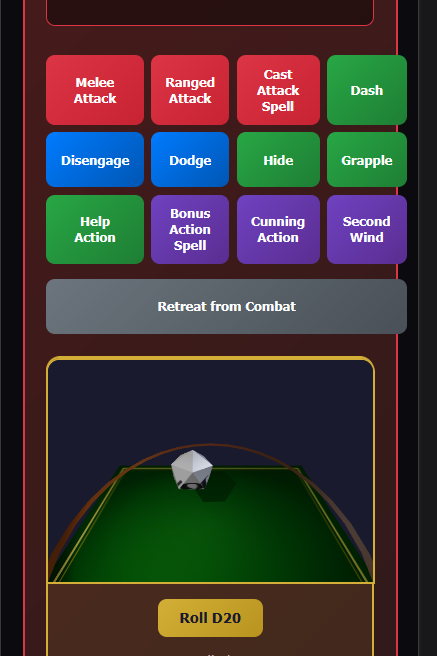 Melee
Attack
Ranged
Attack
Cast
Attack
Spell
Dash
Disengage
Dodge
Hide
Grapple
Help
Action
Bonus
Action
Spell
Cunning
Action
Second
Wind
Retreat from Combat
Roll D20